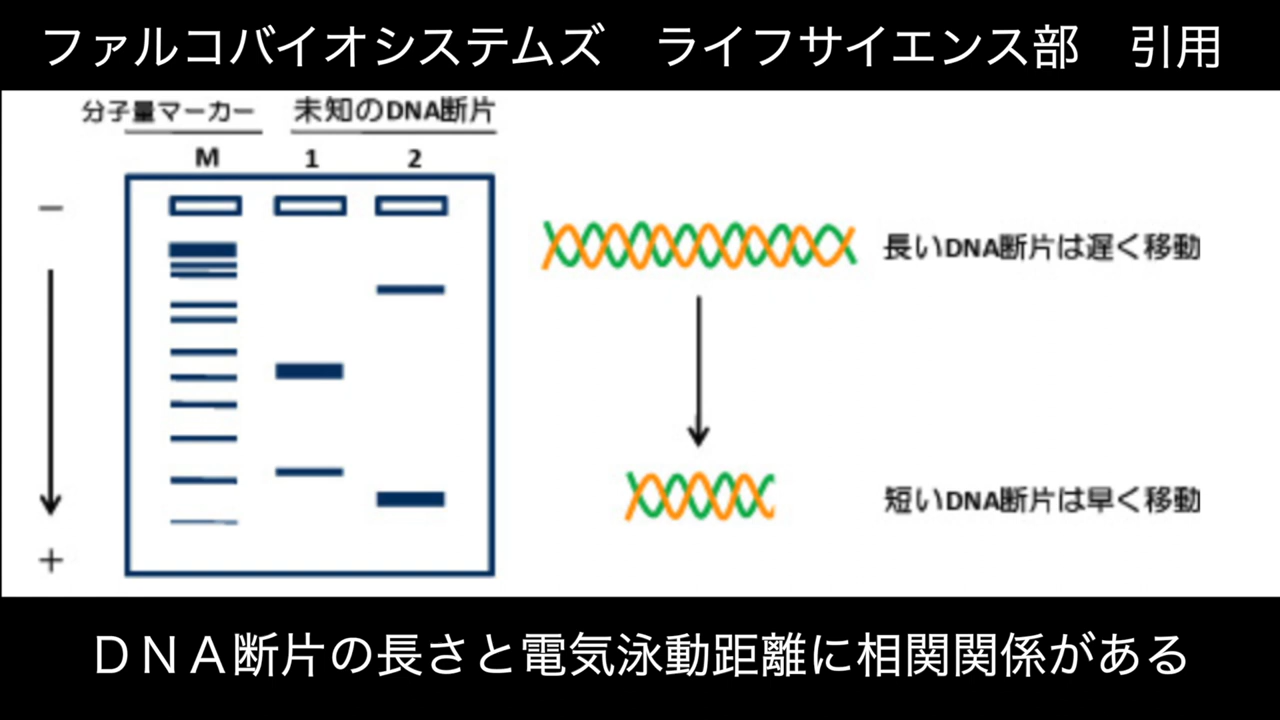 ファルコバイオシステムズ　ライフサイエンス部　引用
分子量マーカー　未知のDNA断片
M　1　2
−
長いDNA断片は遅く移動
短いDNA断片は早く移動
+
ＤＮＡ断片の長さと電気泳動距離に相関関係がある